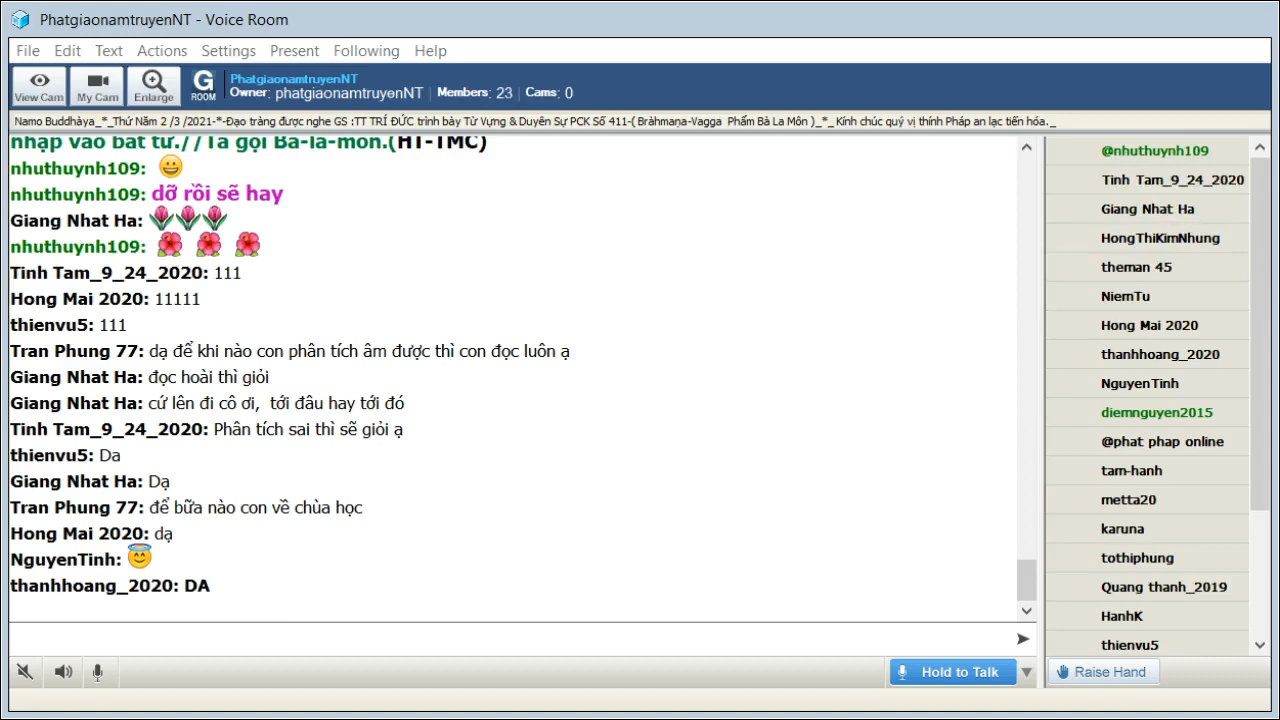 PhatgiaonamtruyenNT - Voice Room
File Edit Text Actions Settings Present Following Help
View Cam My Cam Enlarge G ROOM
PhatgiaonamtruyenNT
Owner: phatgiaonamtruyenNT | Members: 23 | Cams: 0
Namo Buddhàya_*_Thứ Năm 2 /3 /2021-*-Đạo tràng được nghe GS :TT TRÍ ĐỨC trình bày Từ Vựng & Duyên Sự PCK Số 411-( Bràhmaṇa-Vagga Phẩm Bà La Môn )_*_ Kính chúc quý vị thính Pháp an lạc tiến hóa._
nhập vào bất tử.//Ta gọi Bà-la-môn.(HT-TMC)
nhuthuynh109:
nhuthuynh109: dỡ rồi sẽ hay
Giang Nhat Ha:
nhuthuynh109:
Tinh Tam_9_24_2020: 111
Hong Mai 2020: 11111
thienvu5: 111
Tran Phung 77: dạ để khi nào con phân tích âm được thì con đọc luôn ạ
Giang Nhat Ha: đọc hoài thì giỏi
Giang Nhat Ha: cứ lên đi cô ơi, tới đâu hay tới đó
Tinh Tam_9_24_2020: Phân tích sai thì sẽ giỏi ạ
thienvu5: Da
Giang Nhat Ha: Dạ
Tran Phung 77: để bữa nào con về chùa học
Hong Mai 2020: dạ
NguyenTinh:
thanhhoang_2020: DA
@nhuthuynh109
Tinh Tam_9_24_2020
Giang Nhat Ha
HongThiKimNhung
theman 45
NiemTu
Hong Mai 2020
thanhhoang_2020
NguyenTinh
diemnguyen2015
@phat phap online
tam-hanh
metta20
karuna
tothiphung
Quang thanh_2019
HanhK
thienvu5
Hold to Talk
Raise Hand